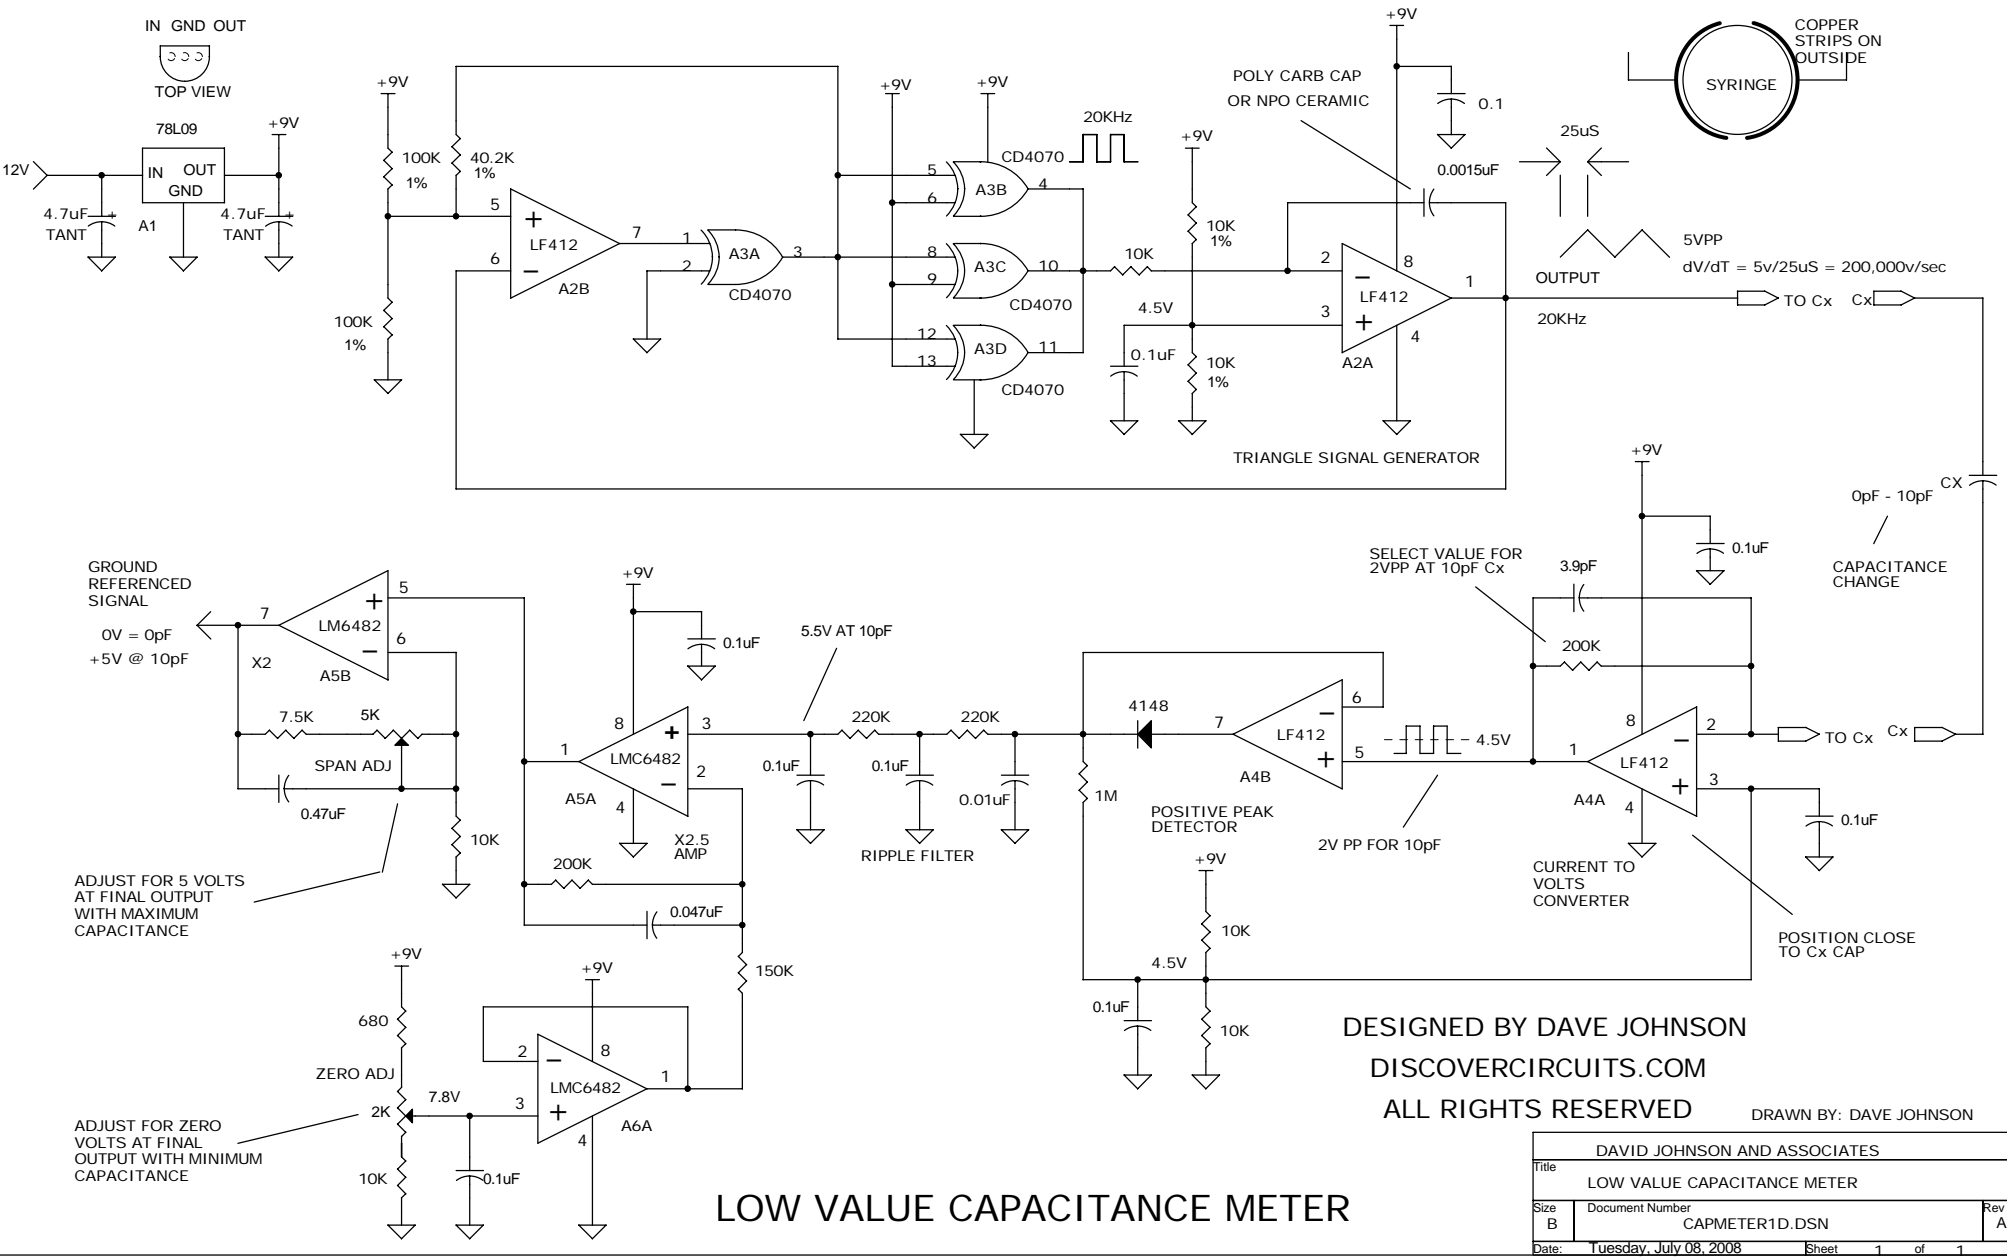 IN GND OUT
TOP VIEW
78L09
12V
IN OUT
GND
+9V
4.7uF
TANT
+
A1
4.7uF
TANT
+
+9V
100K
1%
40.2K
1%
100K
1%
5
6
+
-
LF412
7
A2B
1
2
A3A
3
CD4070
+9V
+9V
5
6
A3B
4
CD4070
20KHz
8
9
A3C
10
CD4070
12
13
A3D
11
CD4070
10K
+9V
10K
1%
4.5V
0.1uF
10K
1%
POLY CARB CAP
OR NPO CERAMIC
+9V
0.1
0.0015uF
2
3
-
+
LF412
8
1
4
A2A
TRIANGLE SIGNAL GENERATOR
COPPER
STRIPS ON
OUTSIDE
SYRINGE
25uS
5VPP
dV/dT = 5v/25uS = 200,000v/sec
OUTPUT
20KHz
TO Cx
Cx
0pF - 10pF
CX
CAPACITANCE
CHANGE
GROUND
REFERENCED
SIGNAL
0V = 0pF
+5V @ 10pF
7
5
6
+
-
LM6482
X2
A5B
7.5K
5K
SPAN ADJ
0.47uF
10K
ADJUST FOR 5 VOLTS
AT FINAL OUTPUT
WITH MAXIMUM
CAPACITANCE
+9V
0.1uF
8
3
2
+
-
1
LMC6482
4
A5A
X2.5
AMP
200K
0.047uF
150K
5.5V AT 10pF
220K
220K
0.1uF
0.1uF
0.01uF
RIPPLE FILTER
4148
1M
7
6
5
-
+
LF412
A4B
POSITIVE PEAK
DETECTOR
4.5V
2V PP FOR 10pF
SELECT VALUE FOR
2VPP AT 10pF Cx
3.9pF
200K
+9V
0.1uF
8
2
3
-
+
1
LF412
4
A4A
TO Cx
Cx
0.1uF
CURRENT TO
VOLTS
CONVERTER
POSITION CLOSE
TO Cx CAP
+9V
10K
4.5V
0.1uF
10K
+9V
680
ZERO ADJ
2K
7.8V
10K
0.1uF
ADJUST FOR ZERO
VOLTS AT FINAL
OUTPUT WITH MINIMUM
CAPACITANCE
+9V
2
3
-
+
8
1
LMC6482
4
A6A
LOW VALUE CAPACITANCE METER
DESIGNED BY DAVE JOHNSON
DISCOVERCIRCUITS.COM
ALL RIGHTS RESERVED
DRAWN BY: DAVE JOHNSON
DAVID JOHNSON AND ASSOCIATES
Title
LOW VALUE CAPACITANCE METER
Size
B
Document Number
CAPMETER1D.DSN
Rev
A
Date: Tuesday, July 08, 2008 Sheet 1 of 1